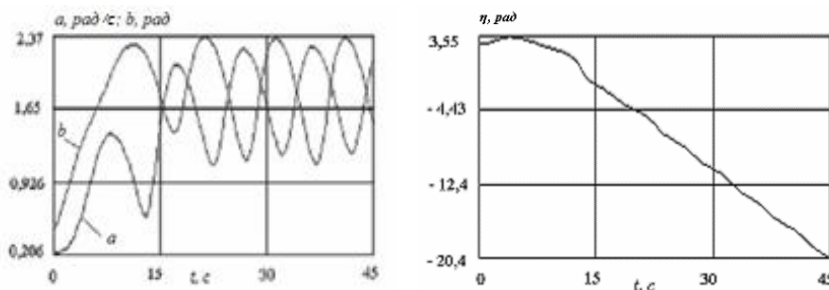 a, рад/с; b, рад
2,37
1,65
0,926
0,206
b
a
0
15
30
45
t, c
η, рад
3,55
- 4,43
- 12,4
- 20,4
0
15
30
45
t, c